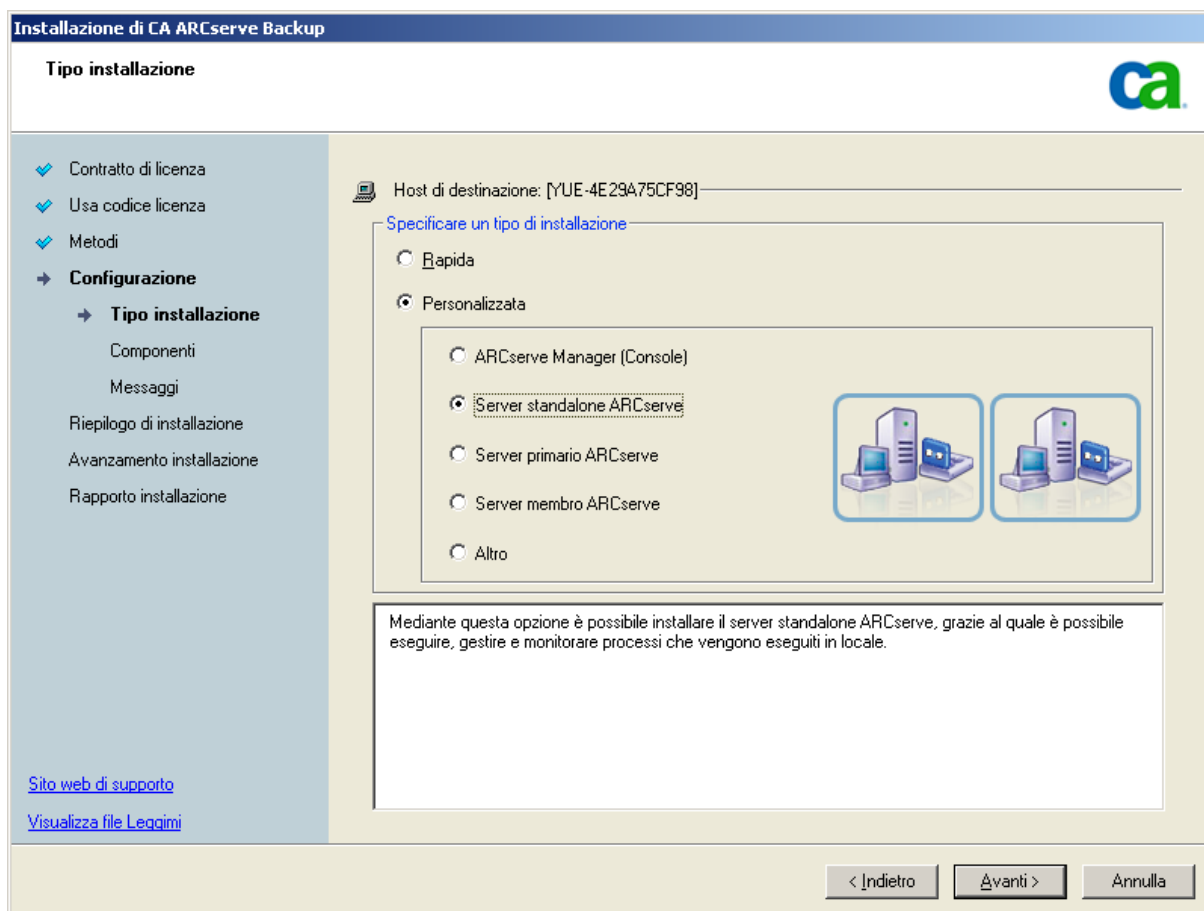 Installazione di CA ARCserve Backup
Tipo installazione
ca
Contratto di licenza
Usa codice licenza
Metodi
Configurazione
Tipo installazione
Componenti
Messaggi
Riepilogo di installazione
Avanzamento installazione
Rapporto installazione
Sito web di supporto
Visualizza file Leggimi
Host di destinazione: [YUE-4E29A75CF98]
Specificare un tipo di installazione
Rapida
Personalizzata
ARCserve Manager (Console)
Server standalone ARCserve
Server primario ARCserve
Server membro ARCserve
Altro
Mediante questa opzione è possibile installare il server standalone ARCserve, grazie al quale è possibile
eseguire, gestire e monitorare processi che vengono eseguiti in locale.
< Indietro
Avanti >
Annulla